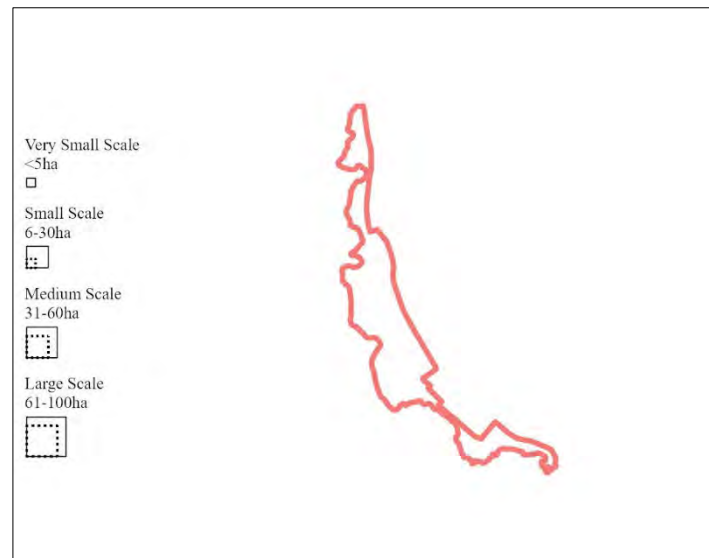 Very Small Scale
<5ha
Small Scale
6-30ha
Medium Scale
31-60ha
Large Scale
61-100ha